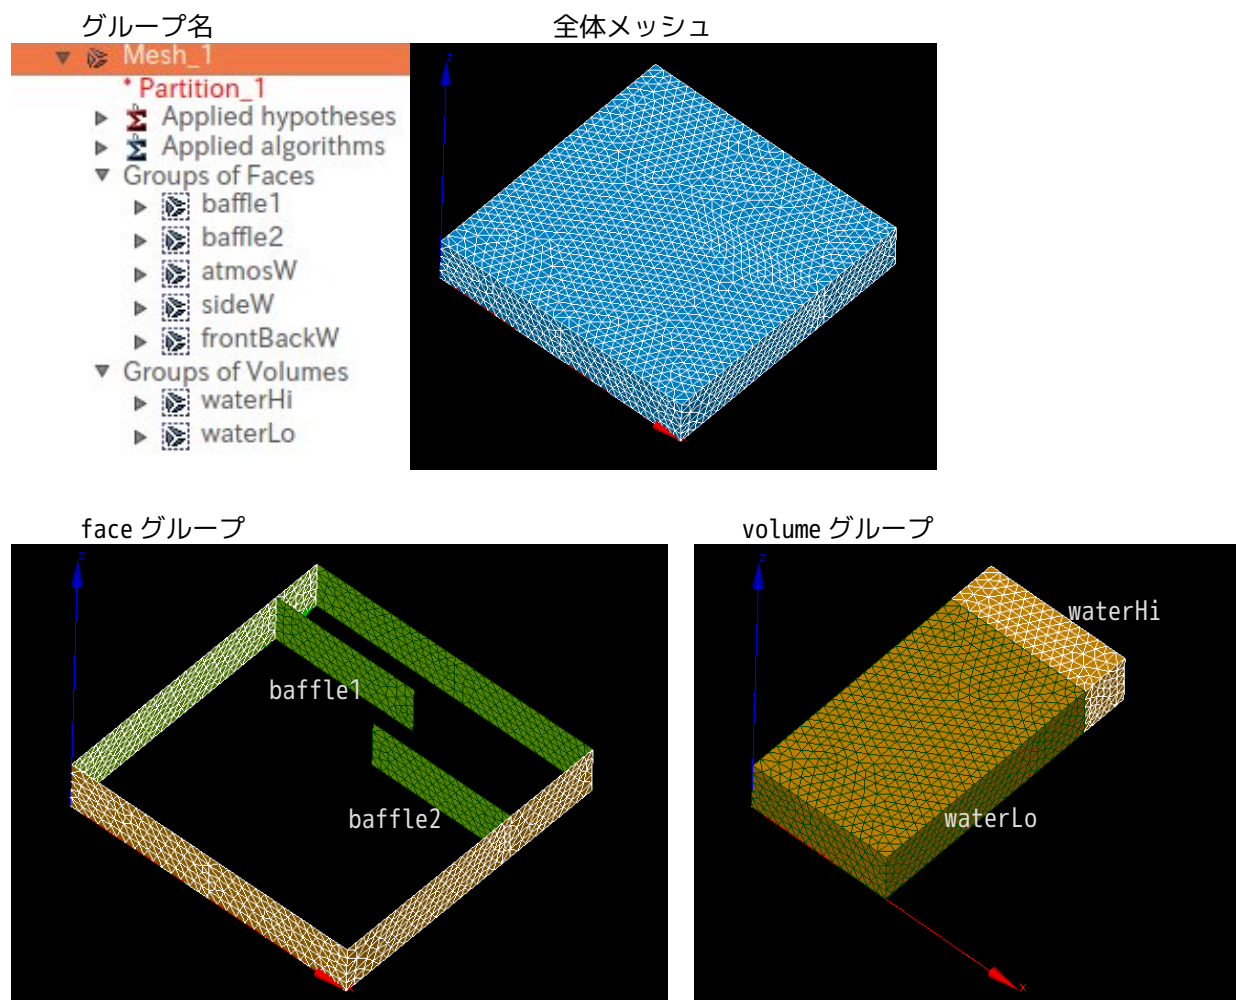 グループ名
全体メッシュ
Mesh_1
* Partition_1
Applied hypotheses
Applied algorithms
Groups of Faces
baffle1
baffle2
atmosW
sideW
frontBackW
Groups of Volumes
waterHi
waterLo
z
face グループ
volume グループ
z
baffle1
baffle2
z
waterHi
waterLo
x